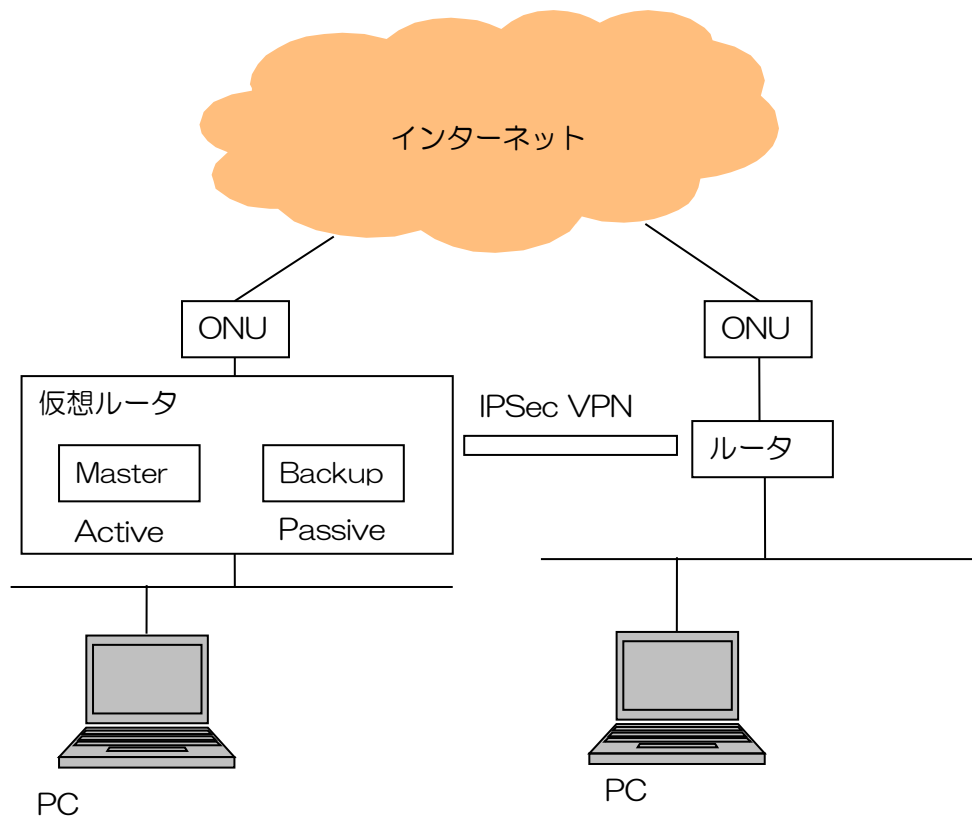 インターネット
ONU
ONU
仮想ルータ
IPSec VPN
ルータ
Master
Backup
Active
Passive
PC
PC